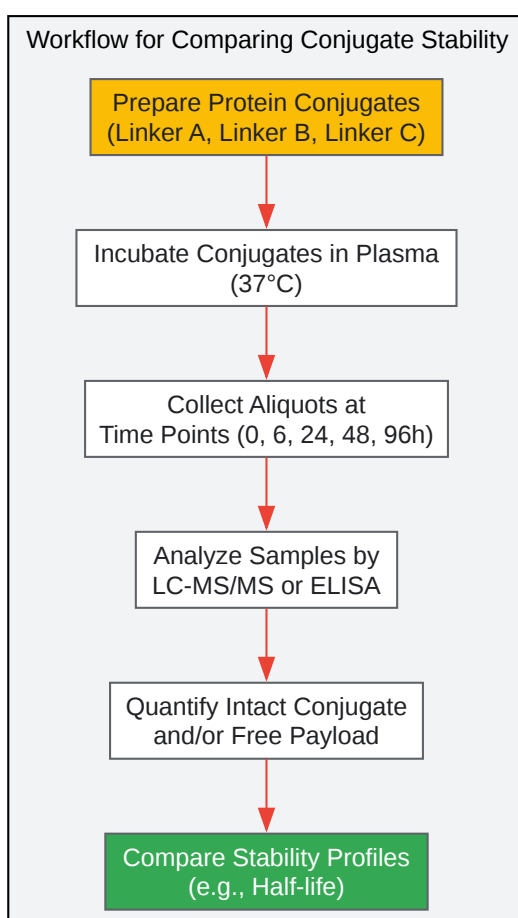 Workflow for Comparing Conjugate Stability
Prepare Protein Conjugates
(Linker A, Linker B, Linker C)
Incubate Conjugates in Plasma
(37°C)
Collect Aliquots at
Time Points (0, 6, 24, 48, 96h)
Analyze Samples by
LC-MS/MS or ELISA
Quantify Intact Conjugate
and/or Free Payload
Compare Stability Profiles
(e.g., Half-life)